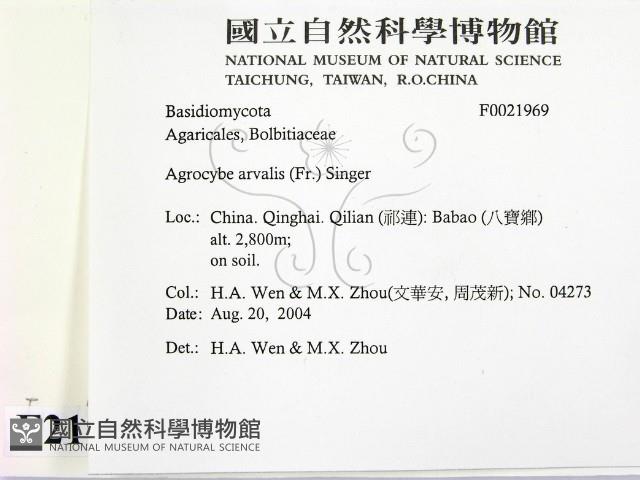 國立自然科學博物館
NATIONAL MUSEUM OF NATURAL SCIENCE
TAICHUNG, TAIWAN, R.O.CHINA
Basidiomycota F0021969
Agaricales, Bolbitiaceae
Agrocybe arvalis (Fr.) Singer
Loc.: China. Qinghai. Qilian (祁連): Babao (八寶鄉)
alt. 2,800m;
on soil.
Col.: H.A. Wen & M.X. Zhou(文華安, 周茂新); No. 04273
Date: Aug. 20, 2004
Det.: H.A. Wen & M.X. Zhou
國立自然科學博物館
NATIONAL MUSEUM OF NATURAL SCIENCE